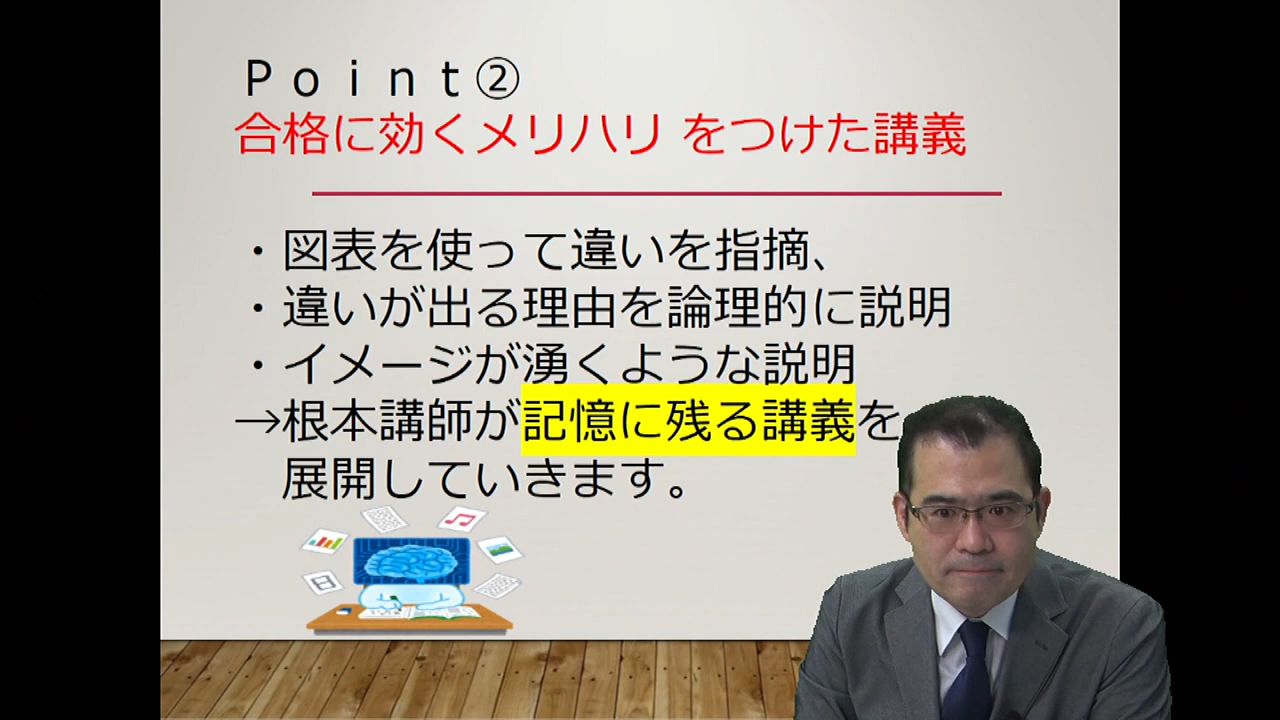 Ｐｏｉｎｔ②
合格に効くメリハリ をつけた講義
・図表を使って違いを指摘、
・違いが出る理由を論理的に説明
・イメージが湧くような説明
→根本講師が記憶に残る講義を
展開していきます。